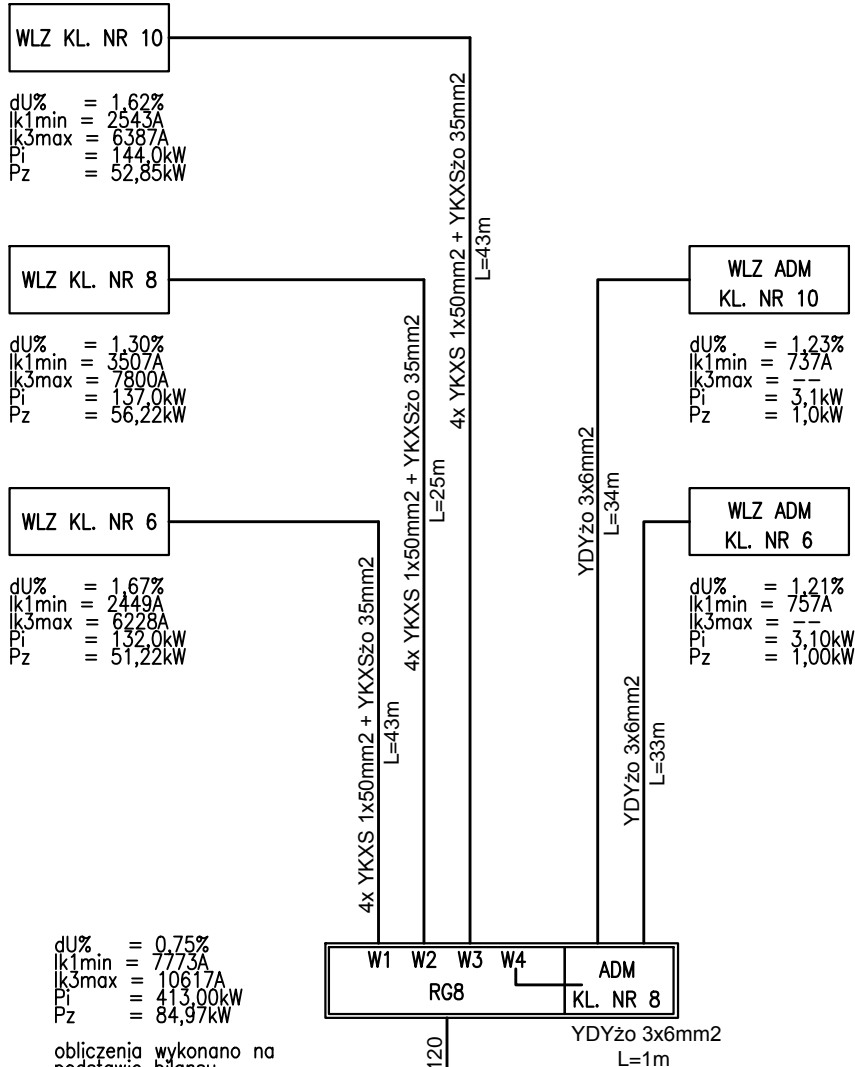 WLZ KL. NR 10
dU% = 1,62%
Ik1min = 2543A
Ik3max = 6387A
Pi = 144,0kW
Pz = 52,85kW
4x YKXS 1x50mm2 + YKXSżo 35mm2
L=43m
WLZ KL. NR 8
dU% = 1,30%
Ik1min = 3507A
Ik3max = 7800A
Pi = 137,0kW
Pz = 56,22kW
4x YKXS 1x50mm2 + YKXSżo 35mm2
L=25m
WLZ KL. NR 6
dU% = 1,67%
Ik1min = 2449A
Ik3max = 6228A
Pi = 132,0kW
Pz = 51,22kW
4x YKXS 1x50mm2 + YKXSżo 35mm2
L=43m
WLZ ADM
KL. NR 10
dU% = 1,23%
Ik1min = 737A
Ik3max = --
Pi = 3,1kW
Pz = 1,0kW
YDYżo 3x6mm2
L=34m
WLZ ADM
KL. NR 6
dU% = 1,21%
Ik1min = 757A
Ik3max = --
Pi = 3,10kW
Pz = 1,00kW
YDYżo 3x6mm2
L=33m
dU% = 0,75%
Ik1min = 7773A
Ik3max = 10617A
Pi = 413,00kW
Pz = 84,97kW
obliczenia wykonano na
podstawie bilansu
W1 W2 W3 W4
RG8
ADM
KL. NR 8
YDYżo 3x6mm2
L=1m
120